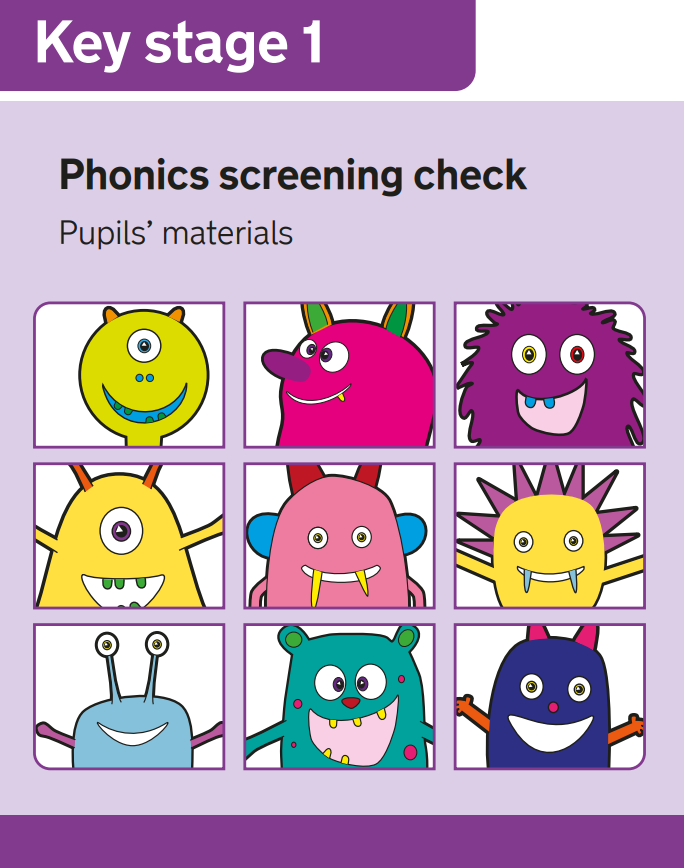 Key stage 1
Phonics screening check
Pupils’ materials